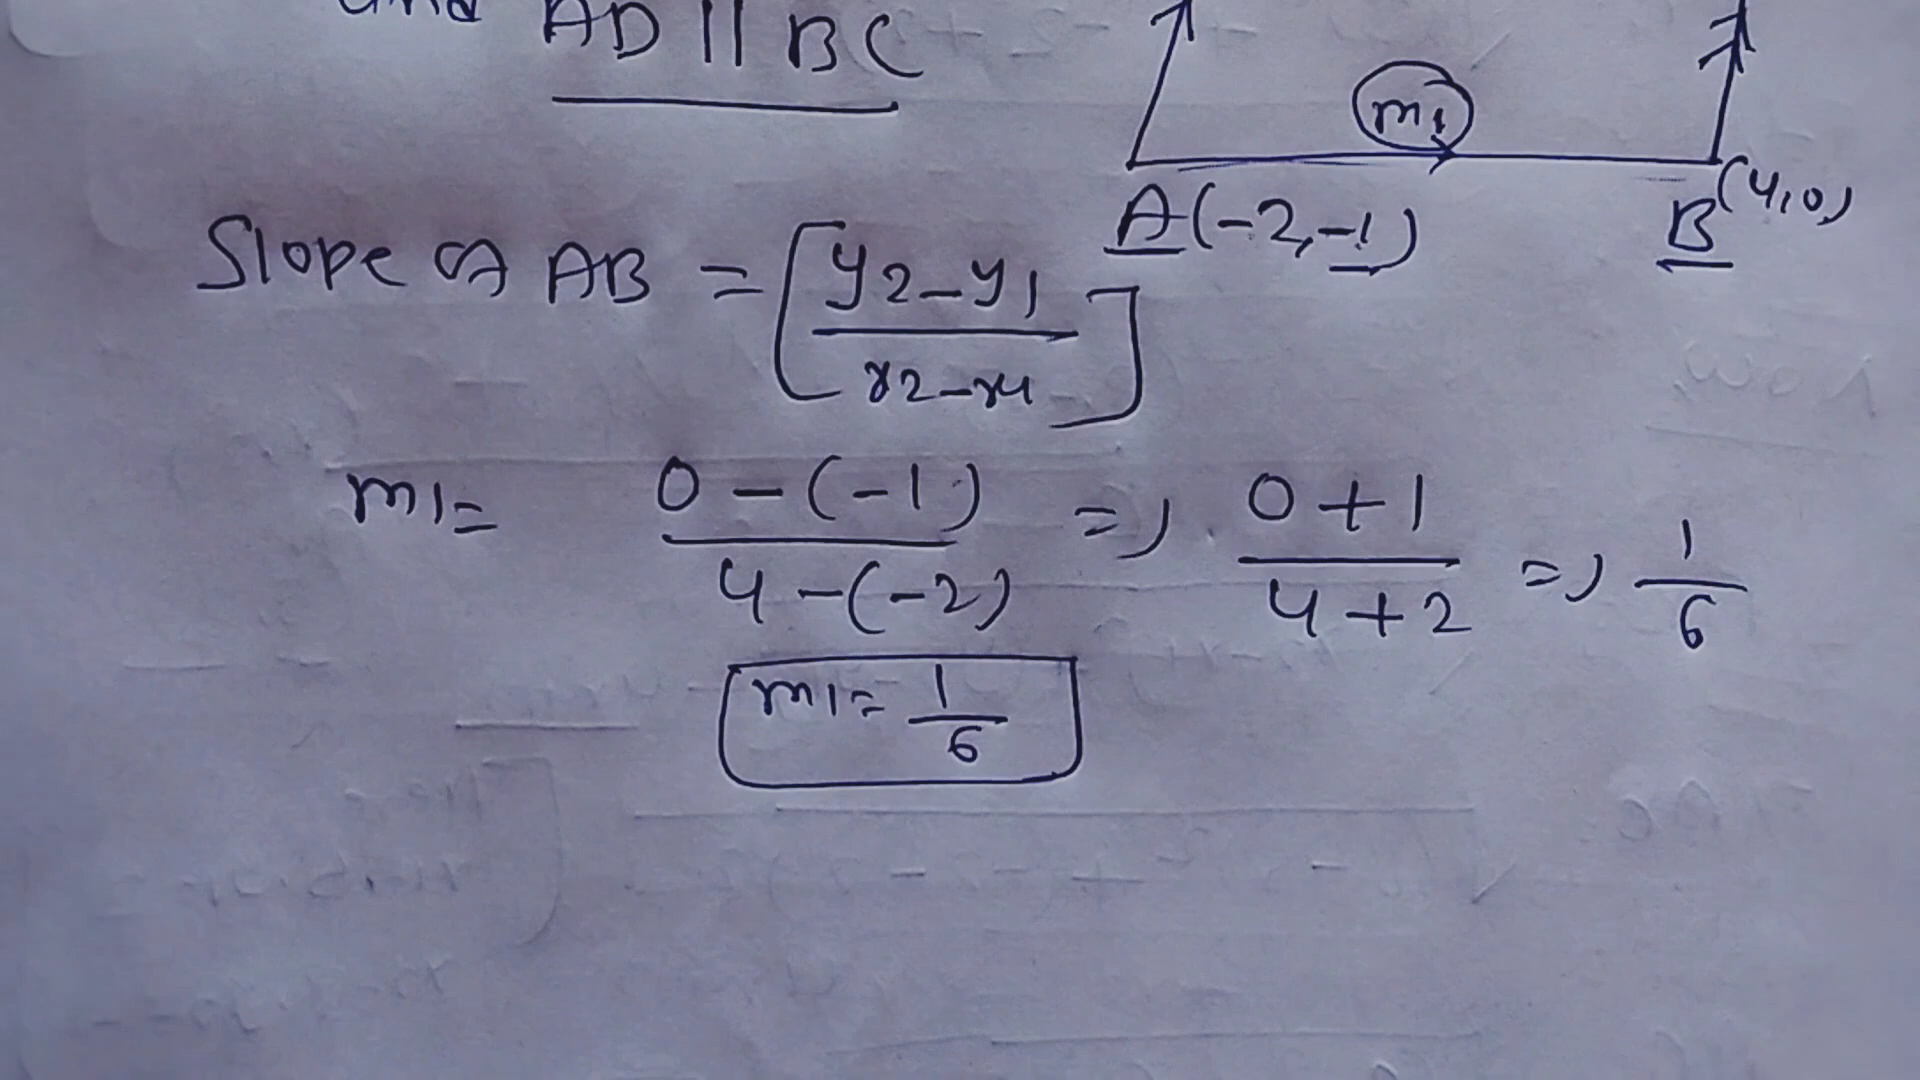 and AD || BC
m1
A(-2,-1) B(4,0)
Slope of AB = [y2-y1 / x2-x1]
m1= 0-(-1) / 4-(-2) => 0+1 / 4+2 => 1/6
m1= 1/6